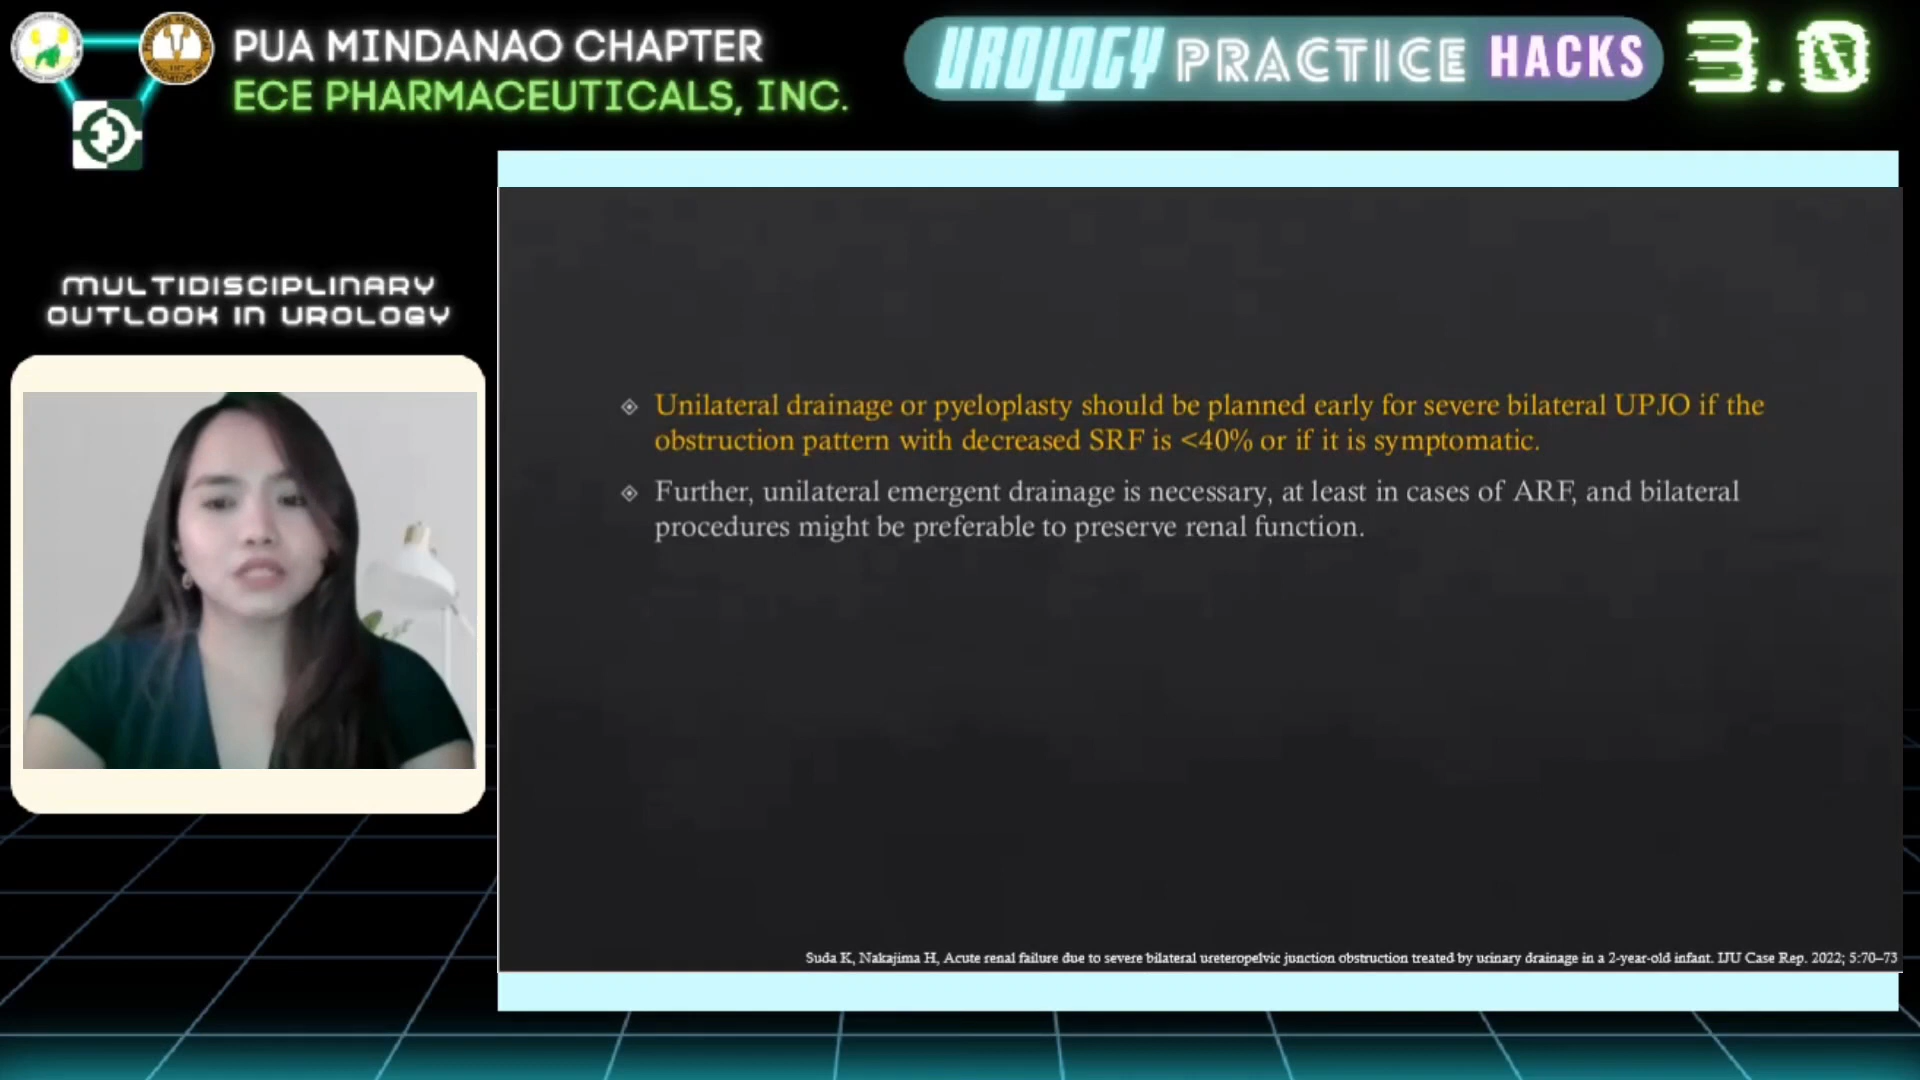 PUA MINDANAO CHAPTER
ECE PHARMACEUTICALS, INC.
UROLOGY PRACTICE HACKS 3.0
MULTIDISCIPLINARY
OUTLOOK IN UROLOGY
Unilateral drainage or pyeloplasty should be planned early for severe bilateral UPJO if the
obstruction pattern with decreased SRF is <40% or if it is symptomatic.
Further, unilateral emergent drainage is necessary, at least in cases of ARF, and bilateral
procedures might be preferable to preserve renal function.
Suda K, Nakajima H, Acute renal failure due to severe bilateral ureteropelvic junction obstruction treated by urinary drainage in a 2-year-old infant. IJU Case Rep. 2022; 5:70–73